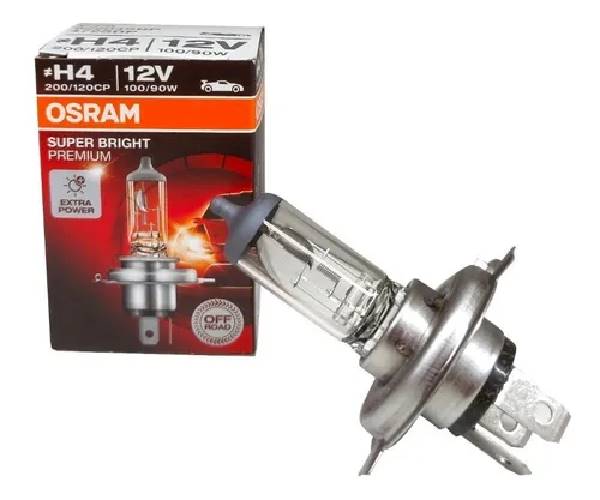 ≠H4 12V
200/120CP 100/90W
≠H4 12V
200/120CP 100/90W
OSRAM
SUPER BRIGHT
PREMIUM
EXTRA
POWER
OFF
ROAD